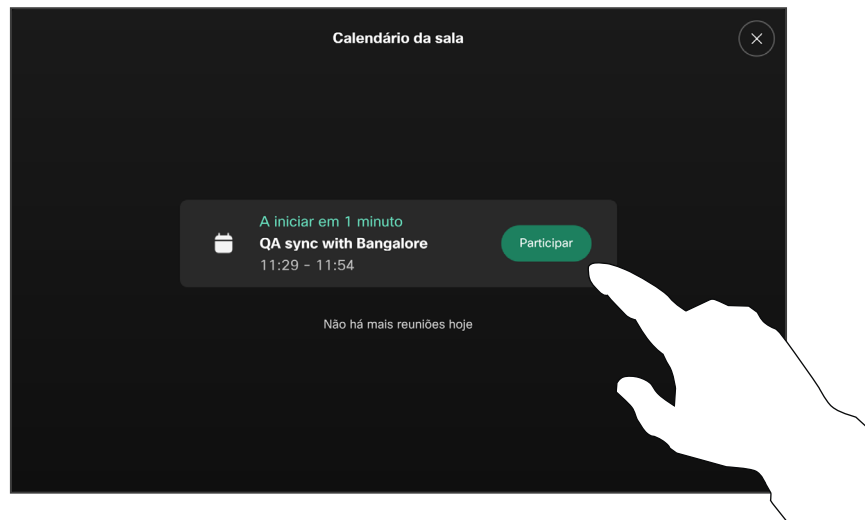 Calendário da sala
A iniciar em 1 minuto
QA sync with Bangalore
11:29 - 11:54
Participar
Não há mais reuniões hoje